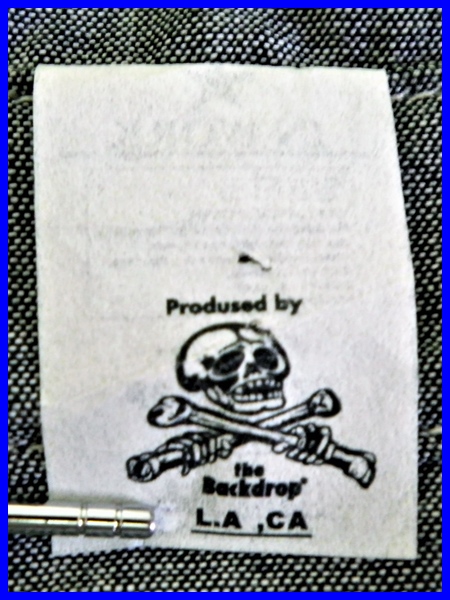 Prodused by
the
Backdrop
L.A ,CA